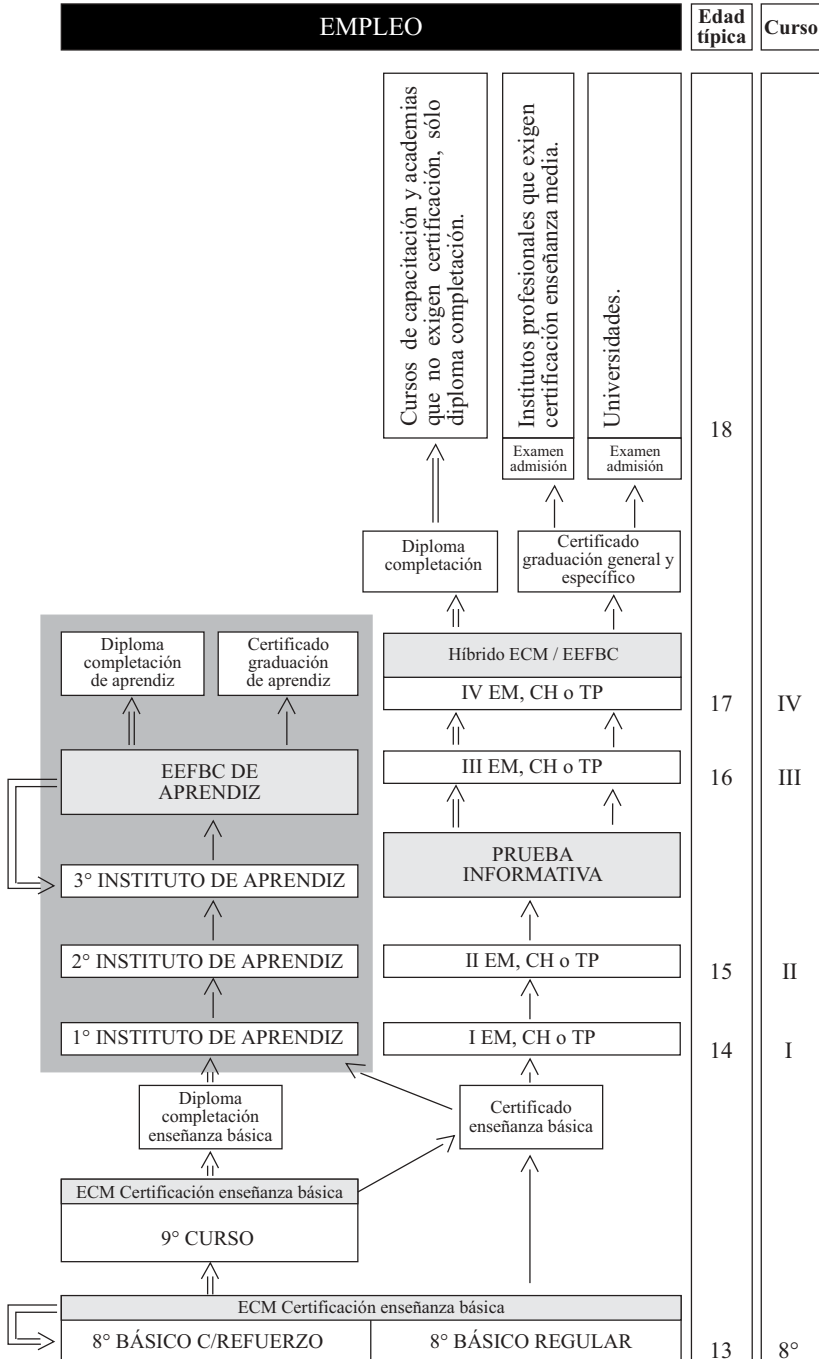 EMPLEO
Edad
típica
Curso
Cursos de capacitación y academias
que no exigen certificación, sólo
diploma completación.
Institutos profesionales que exigen
certificación enseñanza media.
Universidades.
18
Examen
admisión
Examen
admisión
Diploma
completación
Certificado
graduación general y
específico
Diploma
completación
de aprendiz
Certificado
graduación
de aprendiz
Híbrido ECM / EEFBC
IV EM, CH o TP
17
IV
EEFBC DE
APRENDIZ
III EM, CH o TP
16
III
PRUEBA
INFORMATIVA
3° INSTITUTO DE APRENDIZ
2° INSTITUTO DE APRENDIZ
II EM, CH o TP
15
II
1° INSTITUTO DE APRENDIZ
I EM, CH o TP
14
I
Diploma
completación
enseñanza básica
Certificado
enseñanza básica
ECM Certificación enseñanza básica
9° CURSO
ECM Certificación enseñanza básica
8° BÁSICO C/REFUERZO
8° BÁSICO REGULAR
13
8°